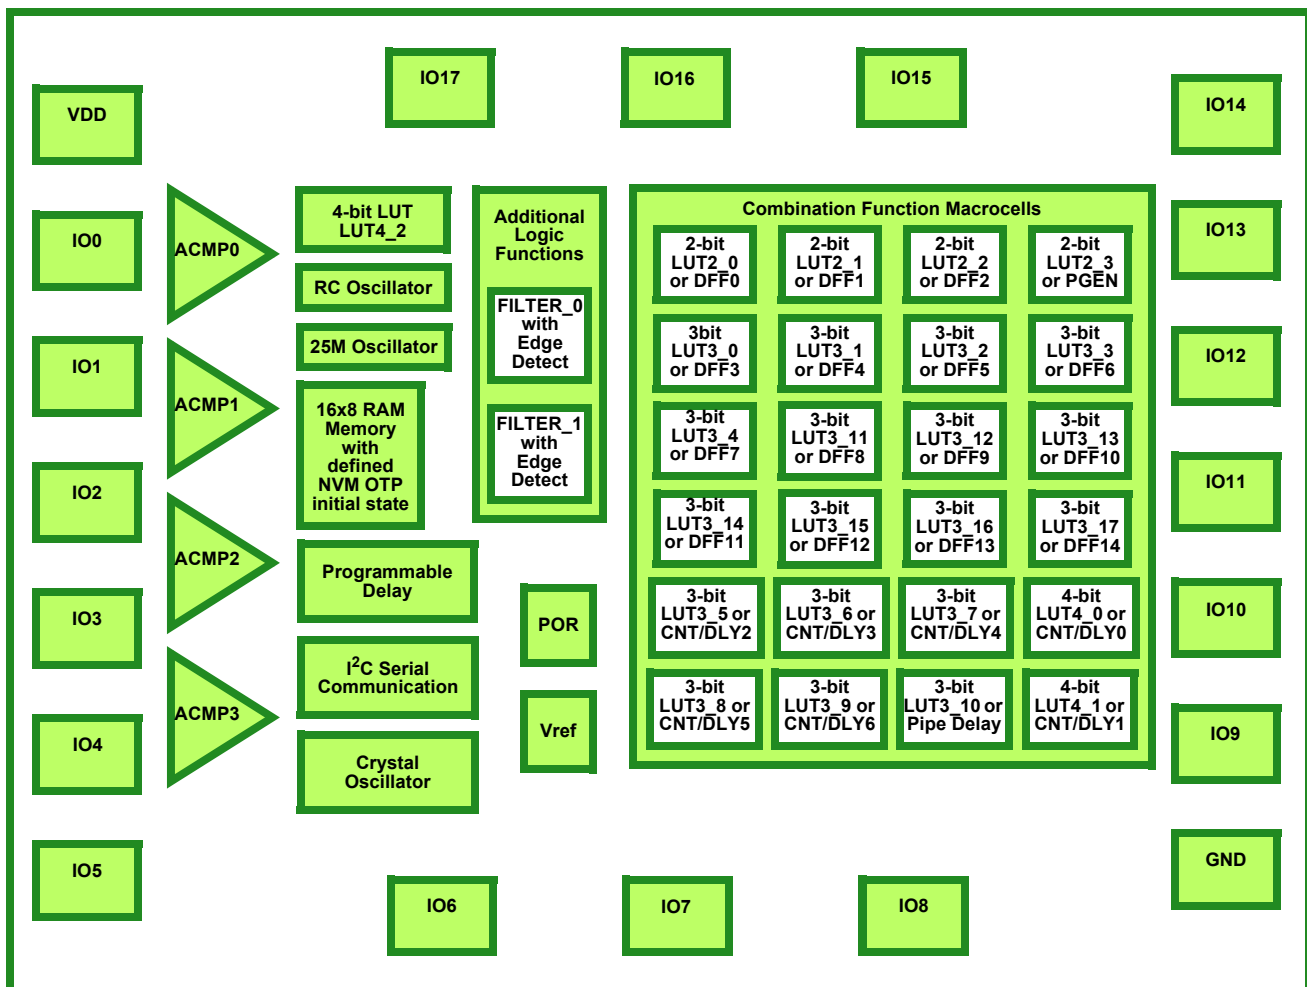 IO17
IO16
IO15
VDD
IO14
IO0
IO13
IO1
IO12
IO2
IO11
IO3
IO10
IO4
IO9
IO5
GND
IO6
IO7
IO8
ACMP0
ACMP1
ACMP2
ACMP3
4-bit LUT
LUT4_2
RC Oscillator
25M Oscillator
16x8 RAM
Memory
with
defined
NVM OTP
initial state
Programmable
Delay
I2C Serial
Communication
Crystal
Oscillator
Additional
Logic
Functions
FILTER_0
with
Edge
Detect
FILTER_1
with
Edge
Detect
POR
Vref
Combination Function Macrocells
2-bit
LUT2_0
or DFF0
2-bit
LUT2_1
or DFF1
2-bit
LUT2_2
or DFF2
2-bit
LUT2_3
or PGEN
3bit
LUT3_0
or DFF3
3-bit
LUT3_1
or DFF4
3-bit
LUT3_2
or DFF5
3-bit
LUT3_3
or DFF6
3-bit
LUT3_4
or DFF7
3-bit
LUT3_11
or DFF8
3-bit
LUT3_12
or DFF9
3-bit
LUT3_13
or DFF10
3-bit
LUT3_14
or DFF11
3-bit
LUT3_15
or DFF12
3-bit
LUT3_16
or DFF13
3-bit
LUT3_17
or DFF14
3-bit
LUT3_5 or
CNT/DLY2
3-bit
LUT3_6 or
CNT/DLY3
3-bit
LUT3_7 or
CNT/DLY4
4-bit
LUT4_0 or
CNT/DLY0
3-bit
LUT3_8 or
CNT/DLY5
3-bit
LUT3_9 or
CNT/DLY6
3-bit
LUT3_10 or
Pipe Delay
4-bit
LUT4_1 or
CNT/DLY1